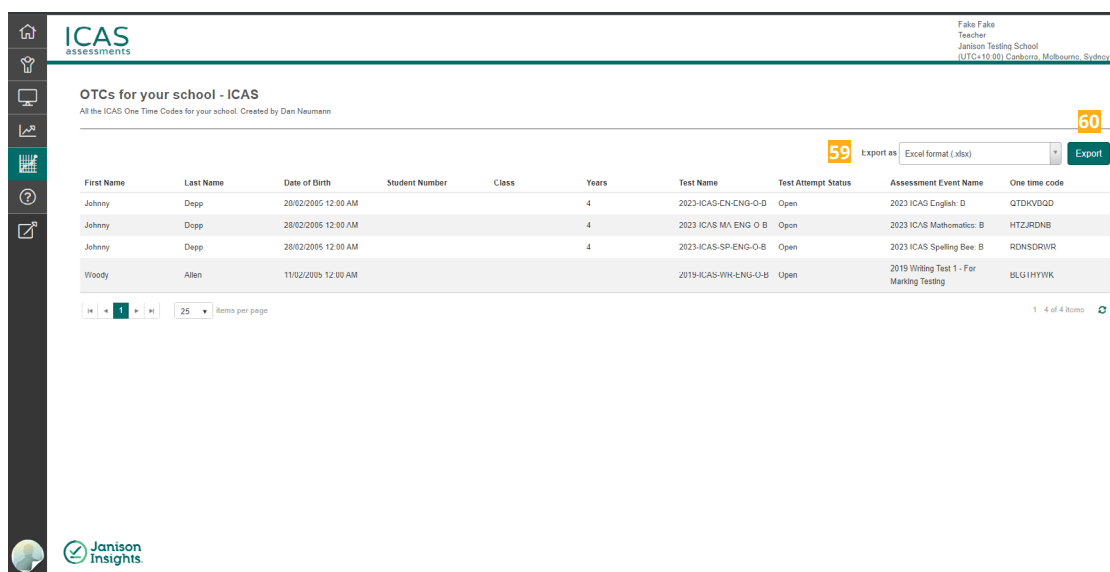 ICAS
assessments
Fake Fake
Teacher
Janison Testing School
(UTC+10:00) Canberra, Melbourne, Sydney
OTCs for your school - ICAS
All the ICAS One Time Codes for your school. Created by Dan Naumann
60
59 Export as Excel format (.xlsx) Export
First Name Last Name Date of Birth Student Number Class Years Test Name Test Attempt Status Assessment Event Name One time code
Johnny Depp 28/02/2005 12:00 AM 4 2023-ICAS-EN-ENG-O-B Open 2023 ICAS English: B QTDKVDQD
Johnny Depp 28/02/2005 12:00 AM 4 2023-ICAS-MA-ENG-O-B Open 2023 ICAS Mathematics: B HTZJRDNB
Johnny Depp 28/02/2005 12:00 AM 4 2023-ICAS-SP-ENG-O-B Open 2023 ICAS Spelling Bee: B RDNSDRWR
Woody Allen 11/02/2005 12:00 AM 2019-ICAS-WR-ENG-O-B Open 2019 Writing Test 1 - For
Marking Testing BLGTHYWK
1 25 items per page 1 - 4 of 4 items
Janison
Insights.